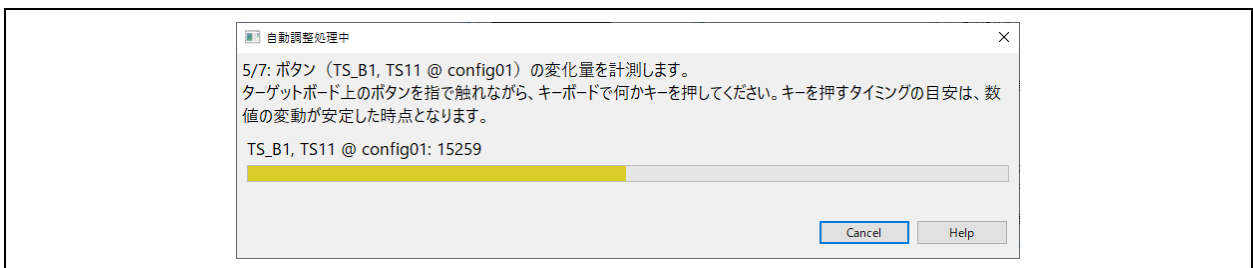 自動調整処理中
5/7: ボタン（TS_B1, TS11 @ config01）の変化量を計測します。
ターゲットボード上のボタンを指で触れながら、キーボードで何かキーを押してください。キーを押すタイミングの目安は、数
値の変動が安定した時点となります。
TS_B1, TS11 @ config01: 15259
Cancel
Help